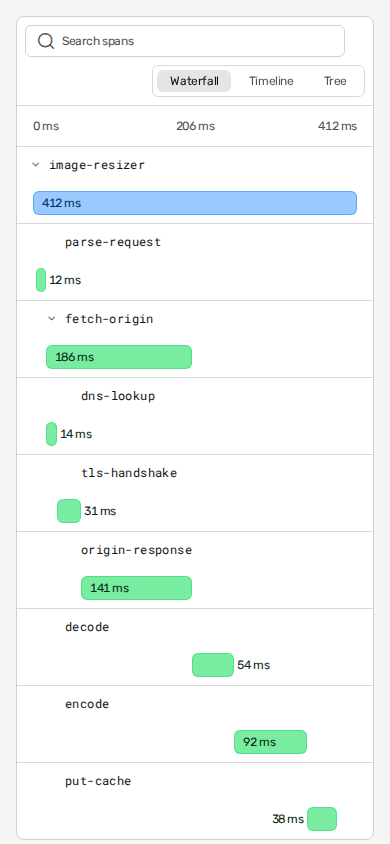 Search spans
Waterfall Timeline Tree
0 ms 206 ms 412 ms
image-resizer
412 ms
parse-request
12 ms
fetch-origin
186 ms
dns-lookup
14 ms
tls-handshake
31 ms
origin-response
141 ms
decode
54 ms
encode
92 ms
put-cache
38 ms